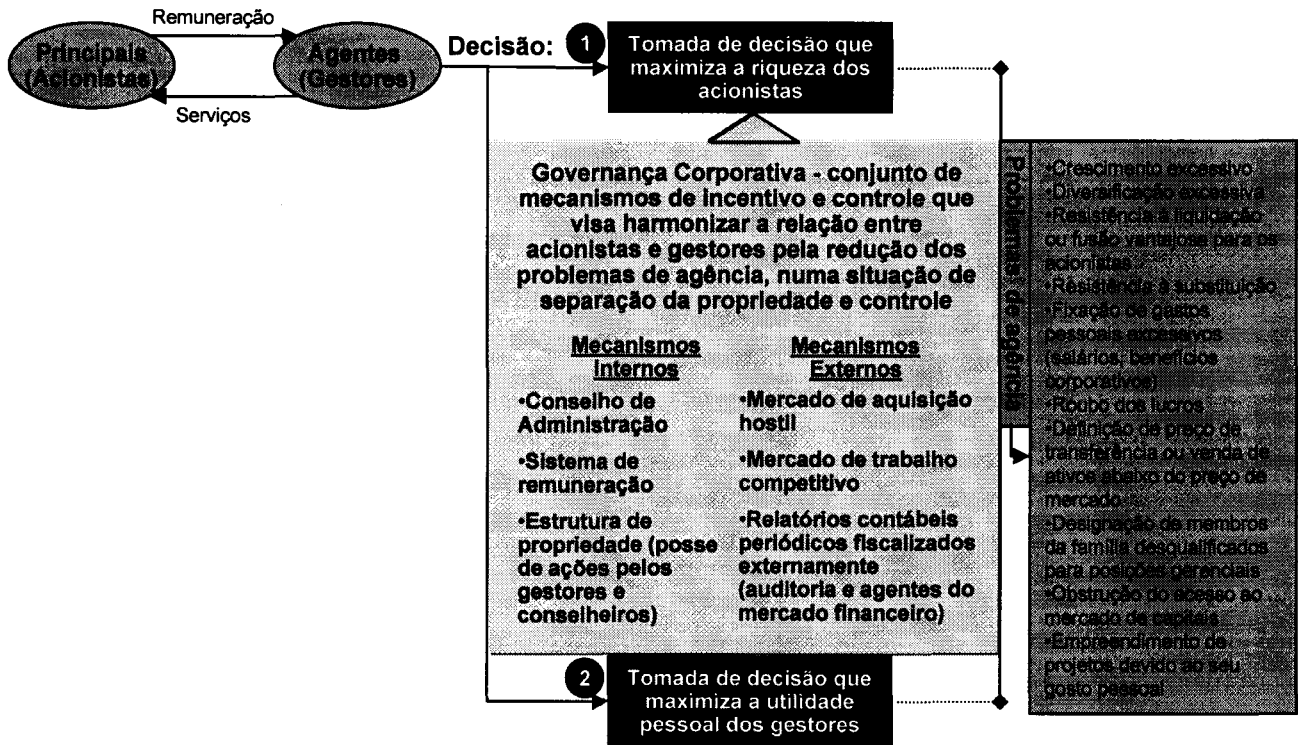 Remuneração
Principais
(Acionistas)
Agentes
(Gestores)
Serviços
Decisão:
1
Tomada de decisão que
maximiza a riqueza dos
acionistas
Governança Corporativa - conjunto de
mecanismos de incentivo e controle que
visa harmonizar a relação entre
acionistas e gestores pela redução dos
problemas de agência, numa situação de
separação da propriedade e controle
Mecanismos
Internos
•Conselho de
Administração
•Sistema de
remuneração
•Estrutura de
propriedade (posse
de ações pelos
gestores e
conselheiros)
Mecanismos
Externos
•Mercado de aquisição
hostil
•Mercado de trabalho
competitivo
•Relatórios contábeis
periódicos fiscalizados
externamente
(auditoria e agentes do
mercado financeiro)
2
Tomada de decisão que
maximiza a utilidade
pessoal dos gestores
Problemas de agência
•Crescimento excessivo
•Diversificação excessiva
•Resistência à liquidação
ou fusão vantajosa para os
acionistas
•Resistência à substituição
•Fixação de gastos
pessoais excessivos
(salários, benefícios
corporativos)
•Roubo dos lucros
•Definição de preço de
transferência ou venda de
ativos abaixo do preço de
mercado
•Designação de membros
da família desqualificados
para posições gerenciais
•Obstrução do acesso ao
mercado de capitais
•Empreendimento de
projetos devido ao seu
gosto pessoal